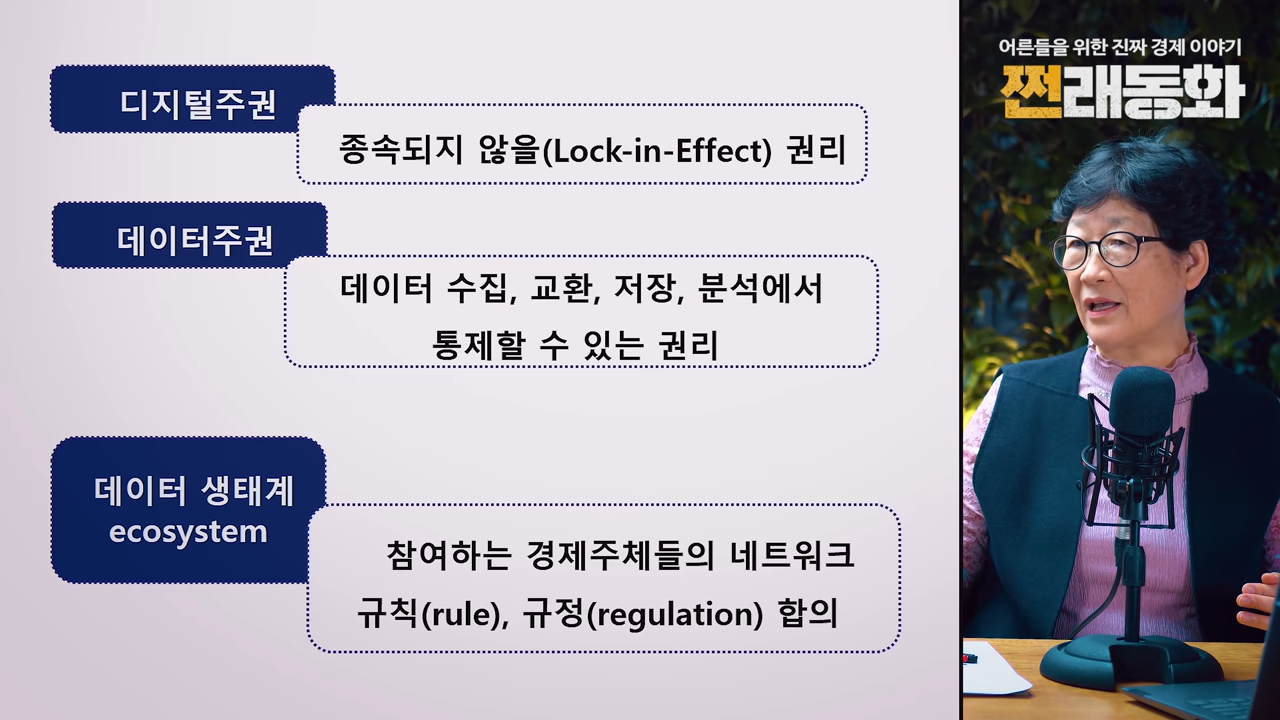 디지털주권
종속되지 않을(Lock-in-Effect) 권리
데이터주권
데이터 수집, 교환, 저장, 분석에서
통제할 수 있는 권리
데이터 생태계
ecosystem
참여하는 경제주체들의 네트워크
규칙(rule), 규정(regulation) 합의
어른들을 위한 진짜 경제 이야기
쩐래동화